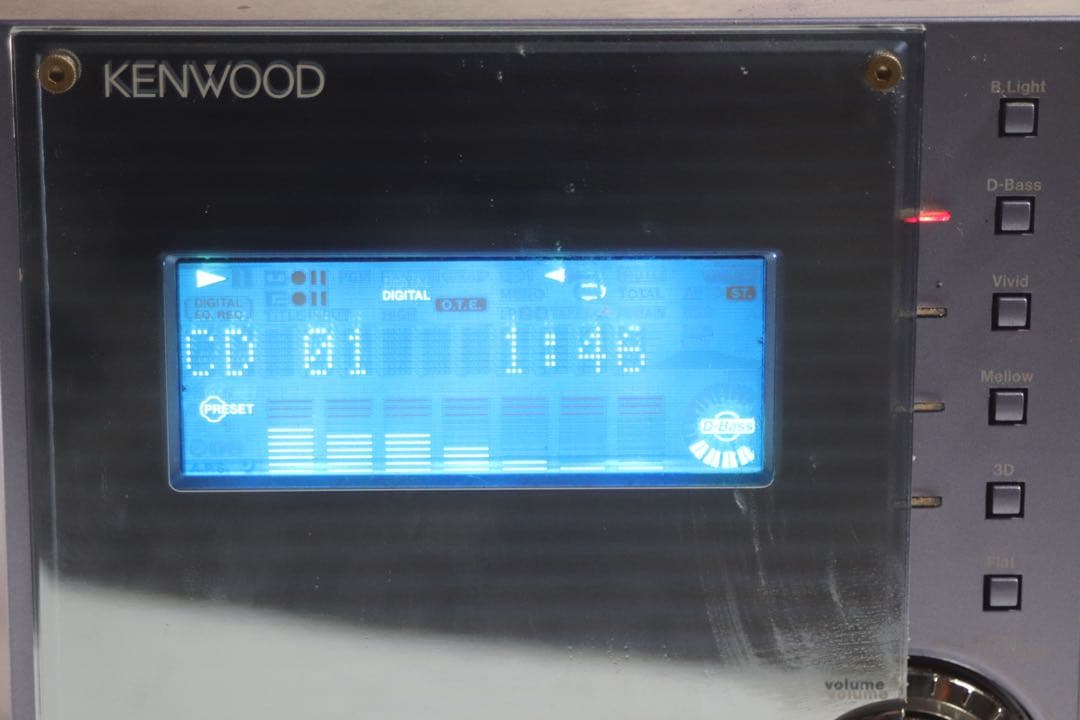 KENWOOD
B.Light
D-Bass
Vivid
DIGITAL
EQ. REC.
DIGITAL
O.T.E.
TOTAL
ST.
CD 01 1:46
Mellow
PRESET
D-Bass
3D
Flat
volume